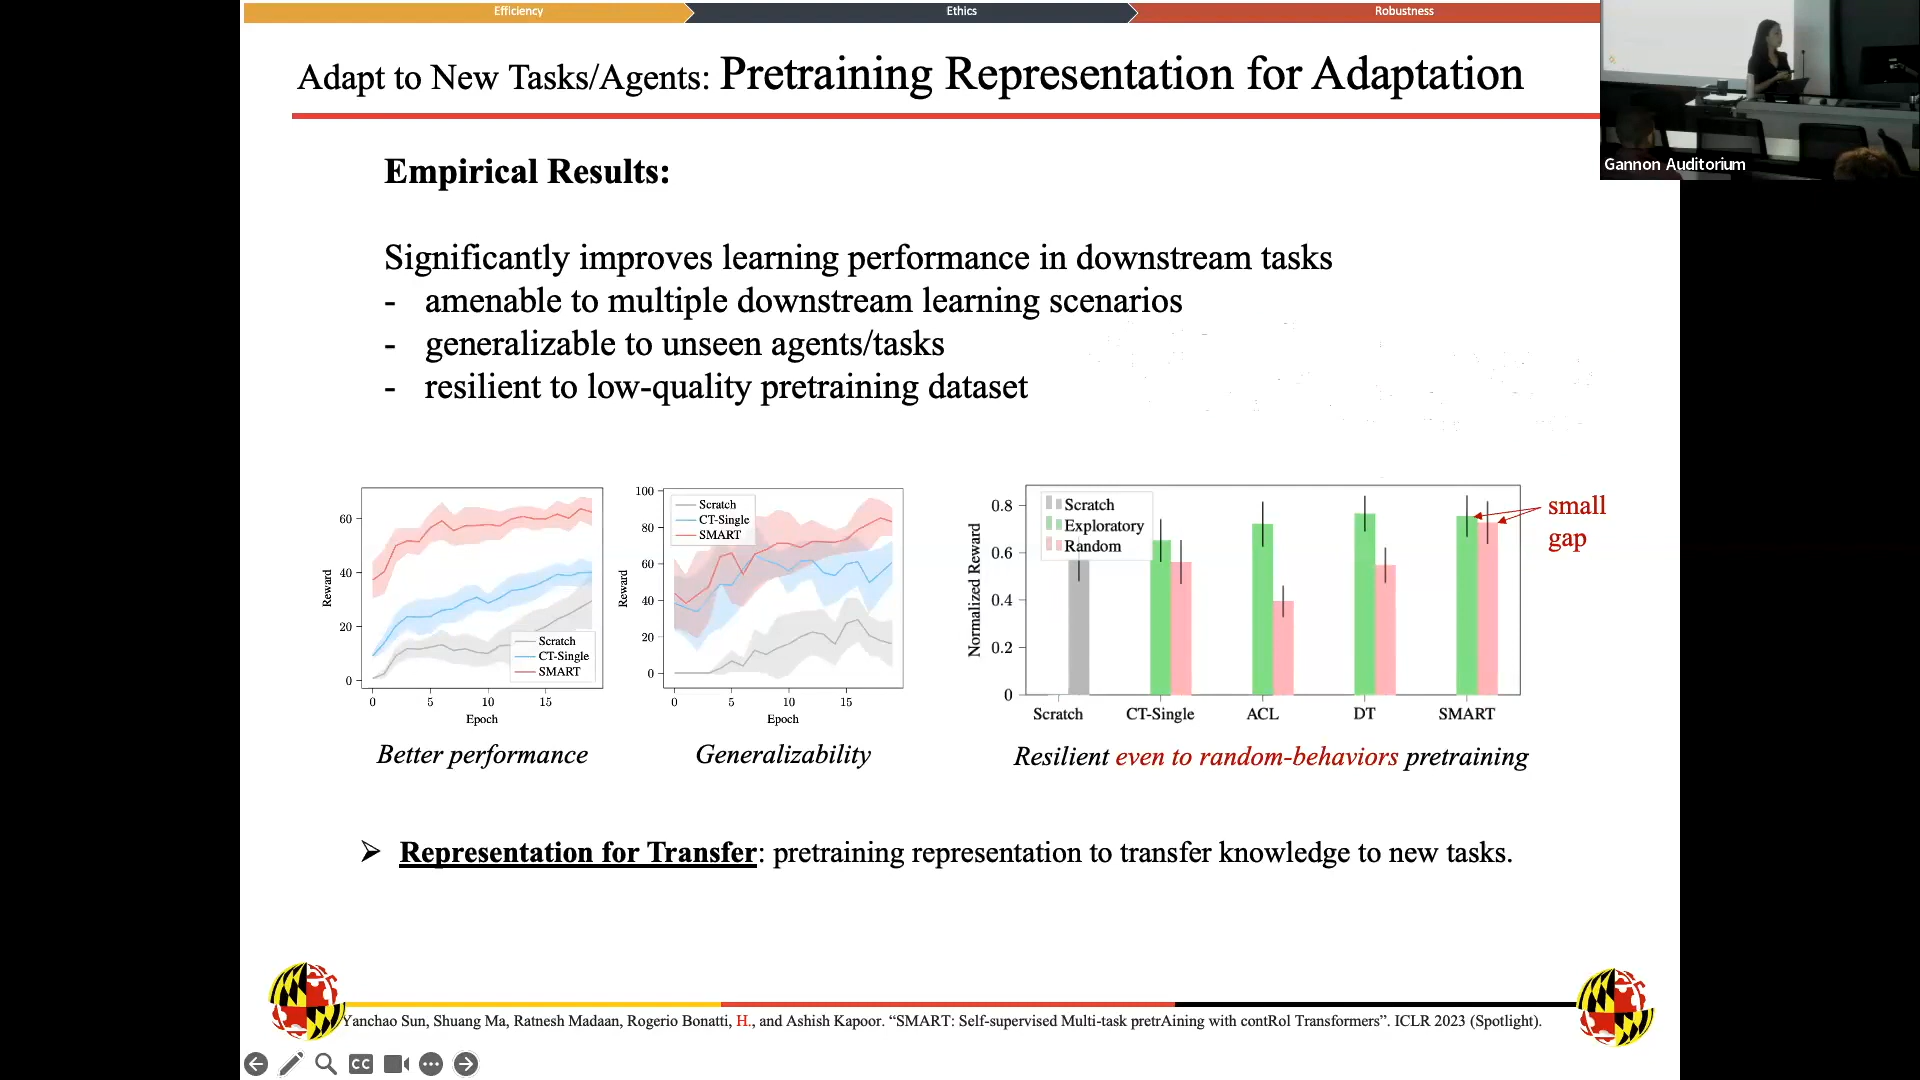 Efficiency
Ethics
Robustness
Adapt to New Tasks/Agents: Pretraining Representation for Adaptation
Gannon Auditorium
Empirical Results:
Significantly improves learning performance in downstream tasks
- amenable to multiple downstream learning scenarios
- generalizable to unseen agents/tasks
- resilient to low-quality pretraining dataset
Reward
60
40
20
0
0 5 10 15
Epoch
Scratch
CT-Single
SMART
Better performance
Reward
100
80
60
40
20
0
0 5 10 15
Epoch
Scratch
CT-Single
SMART
Generalizability
Normalized Reward
0.8
0.6
0.4
0.2
0
Scratch
Exploratory
Random
Scratch CT-Single ACL DT SMART
small
gap
Resilient even to random-behaviors pretraining
➢ Representation for Transfer: pretraining representation to transfer knowledge to new tasks.
Yanchao Sun, Shuang Ma, Ratnesh Madaan, Rogerio Bonatti, H., and Ashish Kapoor. “SMART: Self-supervised Multi-task pretrAining with contRol Transformers”. ICLR 2023 (Spotlight).
CC